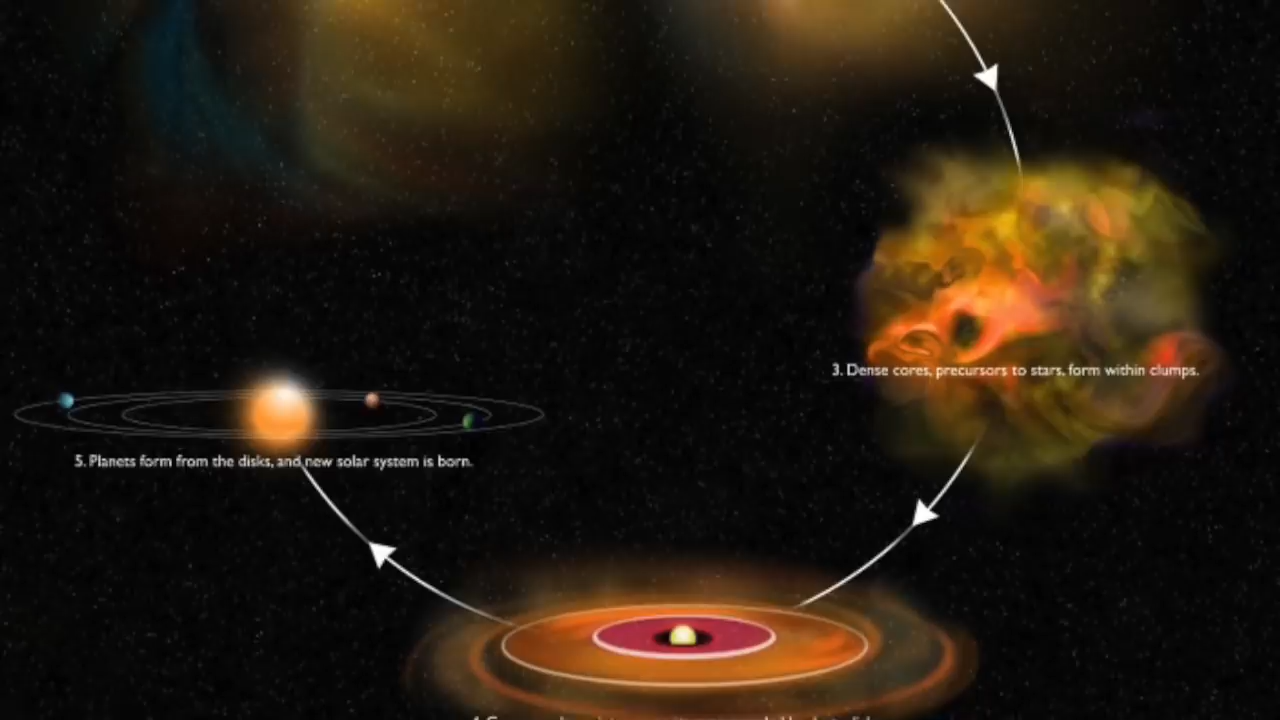 3. Dense cores, precursors to stars, form within clumps.
5. Planets form from the disks, and new solar system is born.